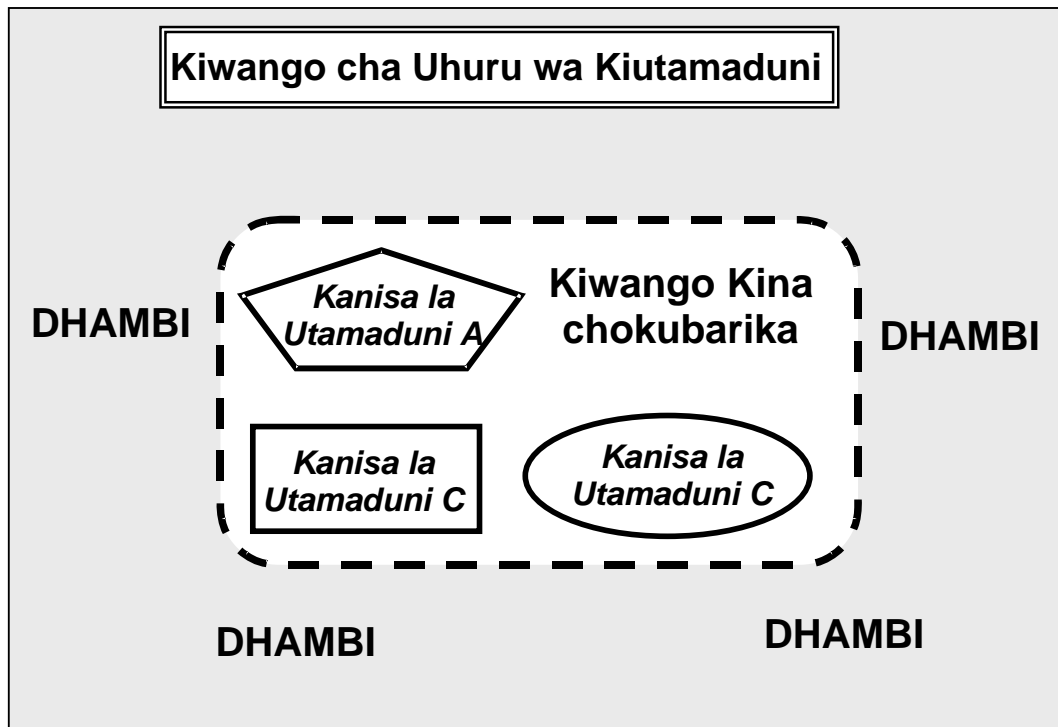 Kiwango cha Uhuru wa Kiutamaduni
Kanisa la
Utamaduni A
Kiwango Kina
chokubarika
DHAMBI
DHAMBI
Kanisa la
Utamaduni C
Kanisa la
Utamaduni C
DHAMBI
DHAMBI